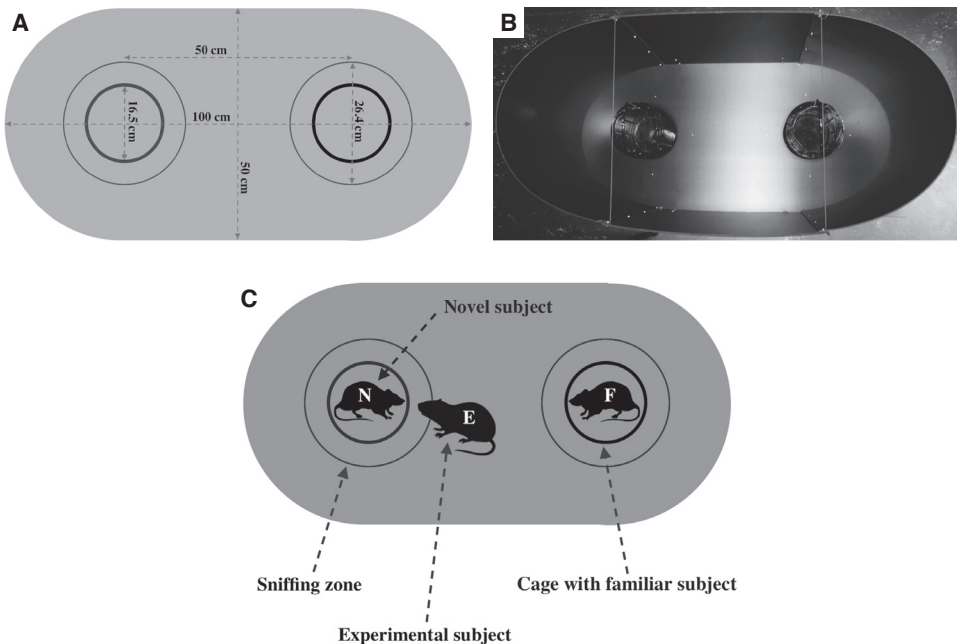 A
50 cm
16.5 cm
100 cm
26.4 cm
50 cm
B
C
Novel subject
N
E
F
Sniffing zone
Cage with familiar subject
Experimental subject